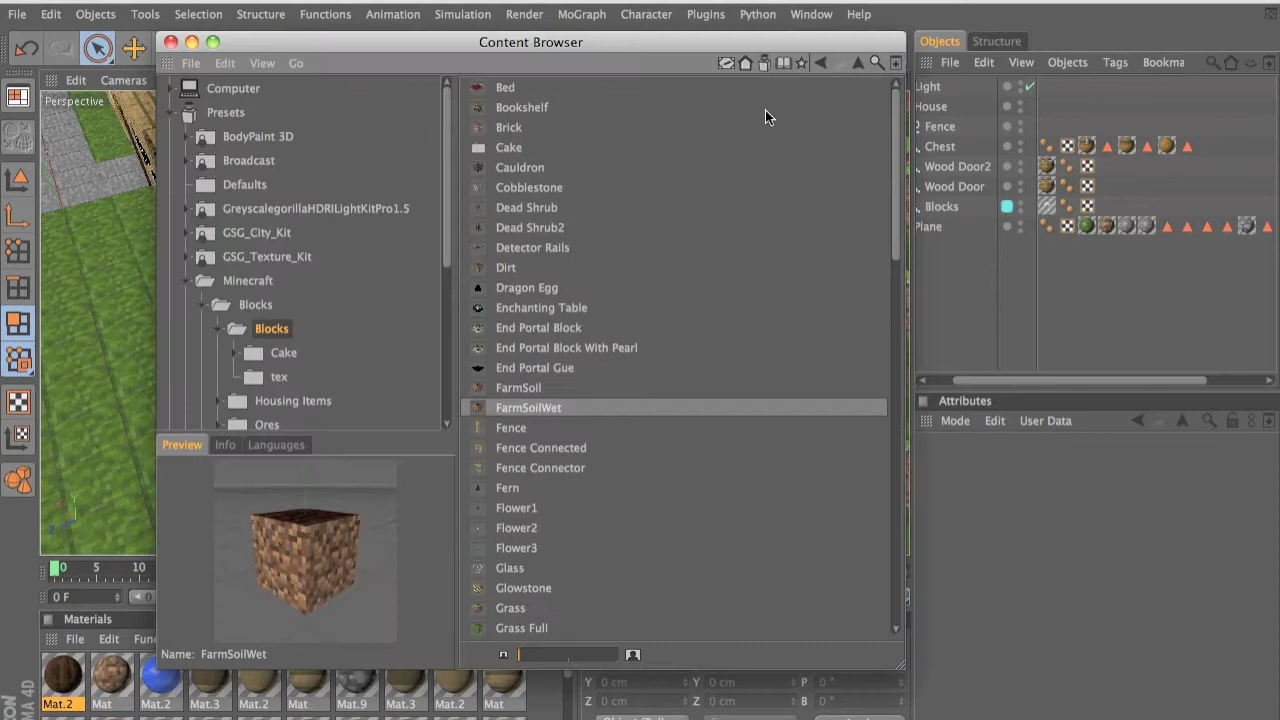 File Edit Objects Tools Selection Structure Functions Animation Simulation Render MoGraph Character Plugins Python Window Help
Content Browser
Objects Structure
File Edit View Go
File Edit View Objects Tags Bookma
Edit Cameras
Perspective
Computer
Presets
BodyPaint 3D
Broadcast
Defaults
GreyscalegorillaHDRILightKitPro1.5
GSG_City_Kit
GSG_Texture_Kit
Minecraft
Blocks
Blocks
Cake
tex
Housing Items
Ores
Bed
Bookshelf
Brick
Cake
Cauldron
Cobblestone
Dead Shrub
Dead Shrub2
Detector Rails
Dirt
Dragon Egg
Enchanting Table
End Portal Block
End Portal Block With Pearl
End Portal Gue
FarmSoil
FarmSoilWet
Fence
Fence Connected
Fence Connector
Fern
Flower1
Flower2
Flower3
Glass
Glowstone
Grass
Grass Full
Light
House
Fence
Chest
Wood Door2
Wood Door
Blocks
Plane
Attributes
Mode Edit User Data
Preview Info Languages
Name: FarmSoilWet
0 5 10
0 F 0
Materials
File Edit Func
Mat.2 Mat Mat.2 Mat.3 Mat.2 Mat Mat.9 Mat.3 Mat.2 Mat
Y 0 cm Y 0 cm P 0 °
Z 0 cm Z 0 cm B 0 °